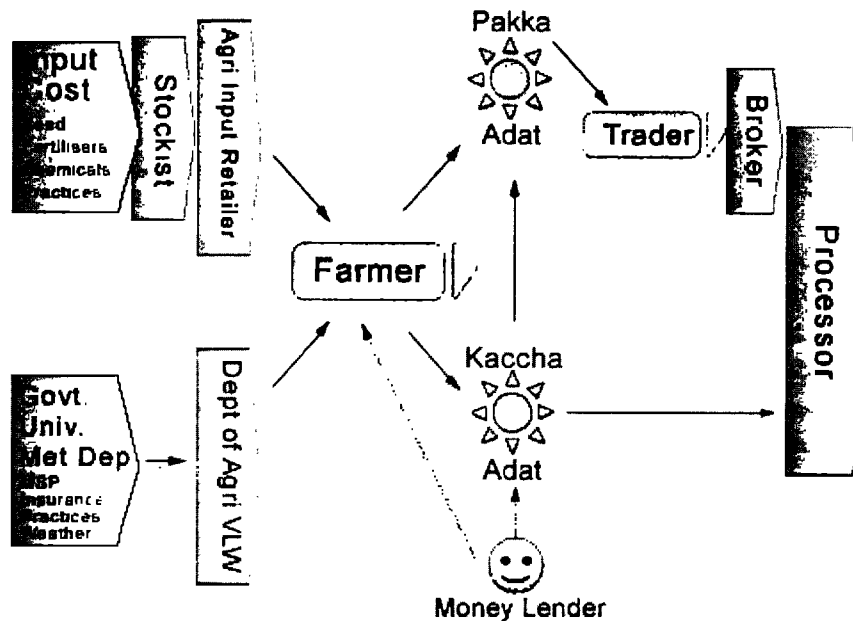 Input
Cost
Seed
Fertilisers
Chemicals
Practices
Stockist
Agri Input Retailer
Pakka
Adat
Trader
Broker
Processor
Farmer
Govt.
Univ.
Met Dep
MSP
Insurance
Practices
Weather
Dept of Agri VLW
Kaccha
Adat
Money Lender